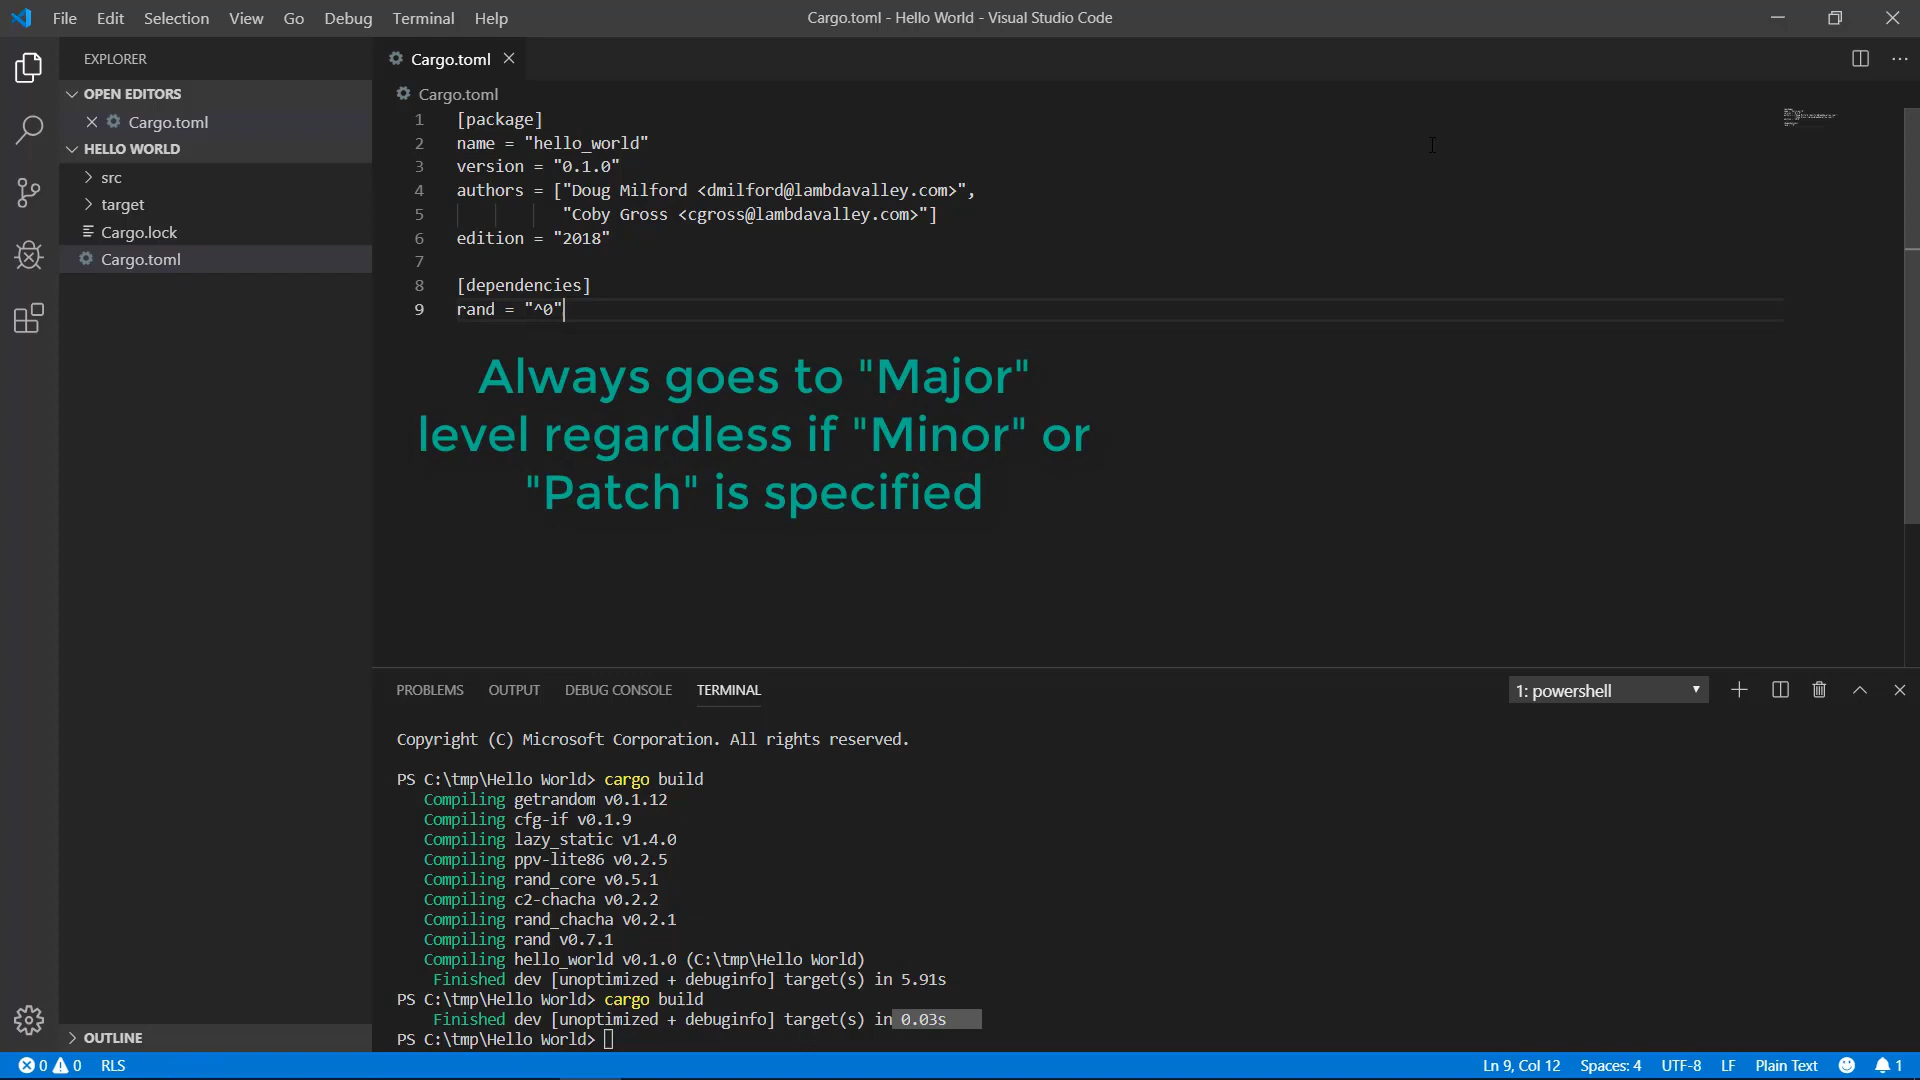 File Edit Selection View Go Debug Terminal Help
Cargo.toml - Hello World - Visual Studio Code
EXPLORER
OPEN EDITORS
Cargo.toml
HELLO WORLD
src
target
Cargo.lock
Cargo.toml
OUTLINE
Cargo.toml
Cargo.toml
1 [package]
2 name = "hello_world"
3 version = "0.1.0"
4 authors = ["Doug Milford <dmilford@lambdavalley.com>",
5 "Coby Gross <cgross@lambdavalley.com>"]
6 edition = "2018"
7
8 [dependencies]
9 rand = "^0"
Always goes to "Major"
level regardless if "Minor" or
"Patch" is specified
PROBLEMS OUTPUT DEBUG CONSOLE TERMINAL
1: powershell
Copyright (C) Microsoft Corporation. All rights reserved.
PS C:\tmp\Hello World> cargo build
Compiling getrandom v0.1.12
Compiling cfg-if v0.1.9
Compiling lazy_static v1.4.0
Compiling ppv-lite86 v0.2.5
Compiling rand_core v0.5.1
Compiling c2-chacha v0.2.2
Compiling rand_chacha v0.2.1
Compiling rand v0.7.1
Compiling hello_world v0.1.0 (C:\tmp\Hello World)
Finished dev [unoptimized + debuginfo] target(s) in 5.91s
PS C:\tmp\Hello World> cargo build
Finished dev [unoptimized + debuginfo] target(s) in 0.03s
PS C:\tmp\Hello World>
0 0 RLS
Ln 9, Col 12 Spaces: 4 UTF-8 LF Plain Text 1